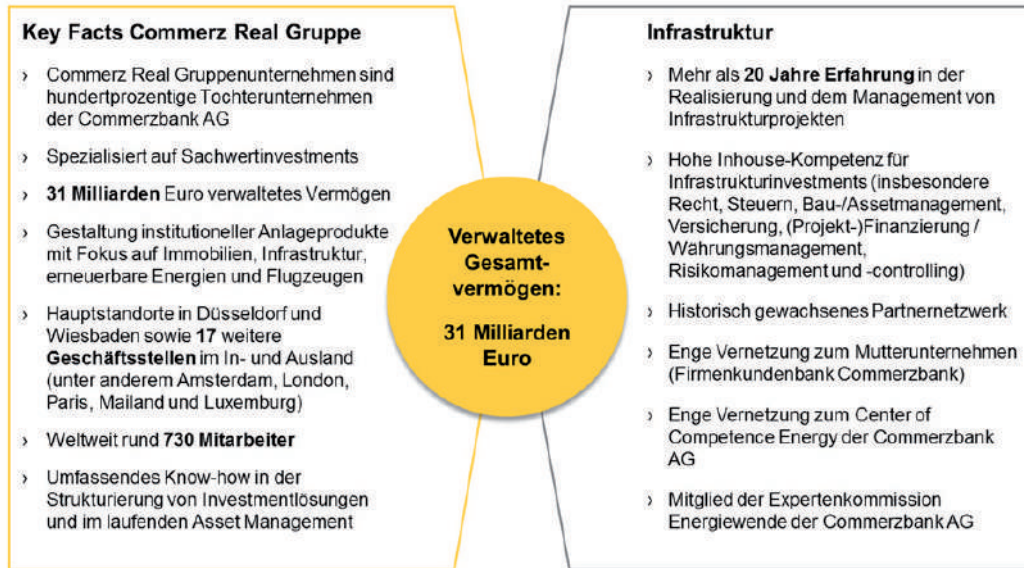 Key Facts Commerz Real Gruppe
› Commerz Real Gruppenunternehmen sind
hundertprozentige Tochterunternehmen
der Commerzbank AG
› Spezialisiert auf Sachwertinvestments
› 31 Milliarden Euro verwaltetes Vermögen
› Gestaltung institutioneller Anlageprodukte
mit Fokus auf Immobilien, Infrastruktur,
erneuerbare Energien und Flugzeugen
› Hauptstandorte in Düsseldorf und
Wiesbaden sowie 17 weitere
Geschäftsstellen im In- und Ausland
(unter anderem Amsterdam, London,
Paris, Mailand und Luxemburg)
› Weltweit rund 730 Mitarbeiter
› Umfassendes Know-how in der
Strukturierung von Investmentlösungen
und im laufenden Asset Management
Verwaltetes
Gesamt-
vermögen:
31 Milliarden
Euro
Infrastruktur
› Mehr als 20 Jahre Erfahrung in der
Realisierung und dem Management von
Infrastrukturprojekten
› Hohe Inhouse-Kompetenz für
Infrastrukturinvestments (insbesondere
Recht, Steuern, Bau-/Assetmanagement,
Versicherung, (Projekt-)Finanzierung /
Währungsmanagement,
Risikomanagement und -controlling)
› Historisch gewachsenes Partnernetzwerk
› Enge Vernetzung zum Mutterunternehmen
(Firmenkundenbank Commerzbank)
› Enge Vernetzung zum Center of
Competence Energy der Commerzbank
AG
› Mitglied der Expertenkommission
Energiewende der Commerzbank AG